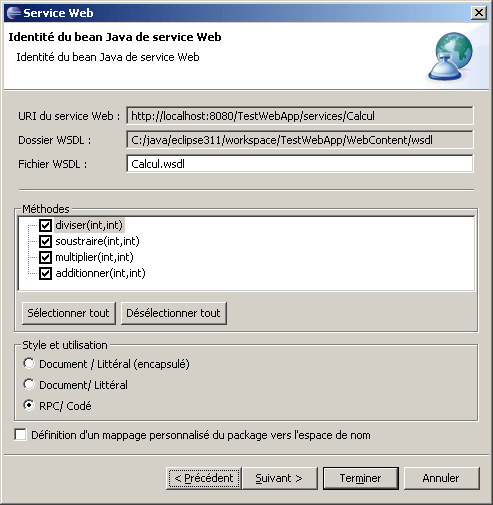 Service Web
Identité du bean Java de service Web
Identité du bean Java de service Web
URI du service Web : http://localhost:8080/TestWebApp/services/Calcul
Dossier WSDL : C:/java/eclipse311/workspace/TestWebApp/WebContent/wsdl
Fichier WSDL : Calcul.wsdl
Méthodes
diviser(int,int)
soustraire(int,int)
multiplier(int,int)
additionner(int,int)
Sélectionner tout Désélectionner tout
Style et utilisation
Document / Littéral (encapsulé)
Document/ Littéral
RPC/ Codé
Définition d'un mappage personnalisé du package vers l'espace de nom
< Précédent Suivant > Terminer Annuler